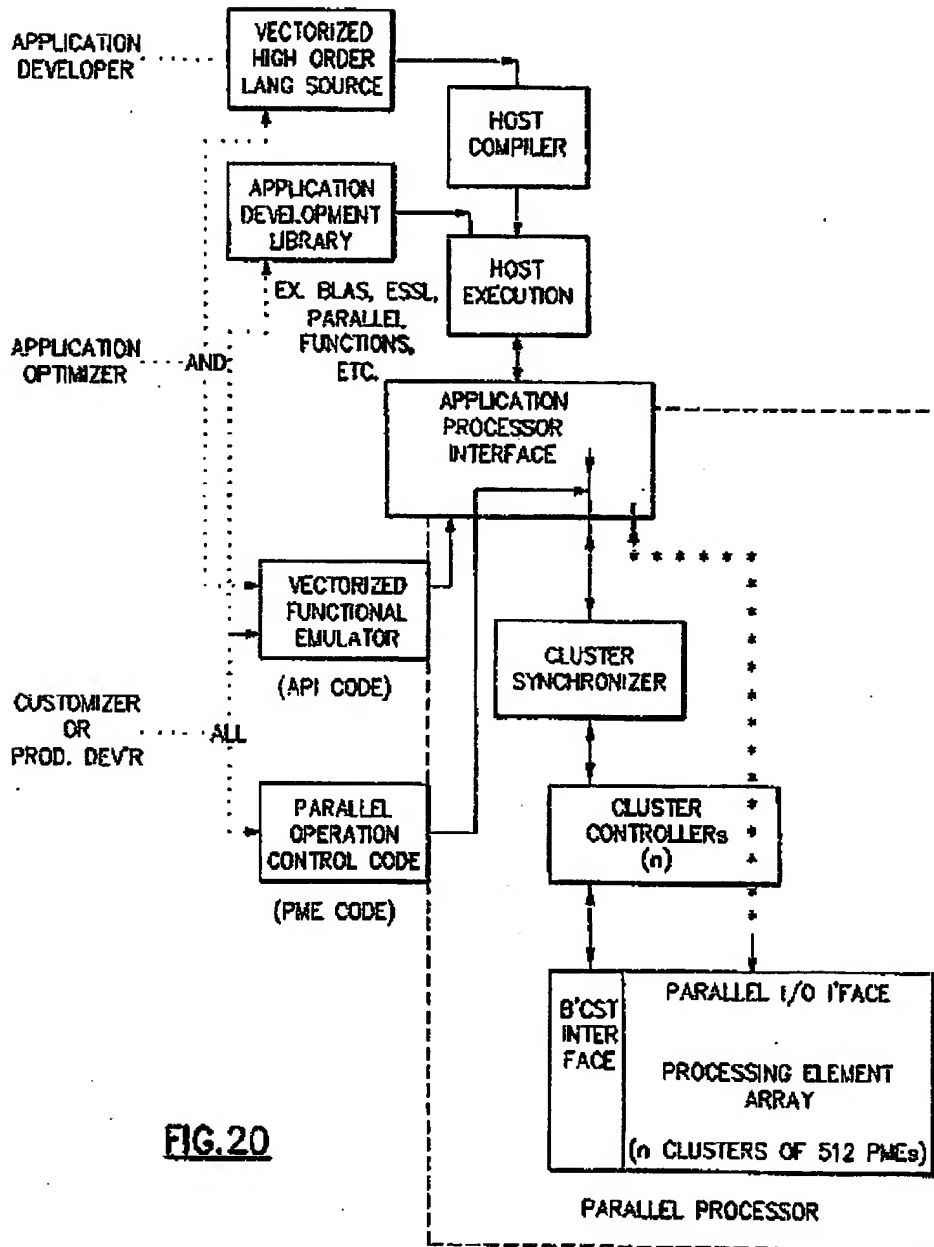 APPLICATION
DEVELOPER
VECTORIZED
HIGH ORDER
LANG SOURCE
HOST
COMPILER
APPLICATION
DEVELOPMENT
LIBRARY
HOST
EXECUTION
EX. BLAS, ESSL,
PARALLEL
FUNCTIONS,
ETC.
APPLICATION
OPTIMIZER
AND
APPLICATION
PROCESSOR
INTERFACE
VECTORIZED
FUNCTIONAL
EMULATOR
(API CODE)
CLUSTER
SYNCHRONIZER
CUSTOMIZER
OR
PROD. DEV'R
ALL
PARALLEL
OPERATION
CONTROL CODE
(PME CODE)
CLUSTER
CONTROLLERs
(n)
B'CST
INTER
FACE
PARALLEL I/O I'FACE
PROCESSING ELEMENT
ARRAY
(n CLUSTERS OF 512 PMEs)
PARALLEL PROCESSOR
FIG.20